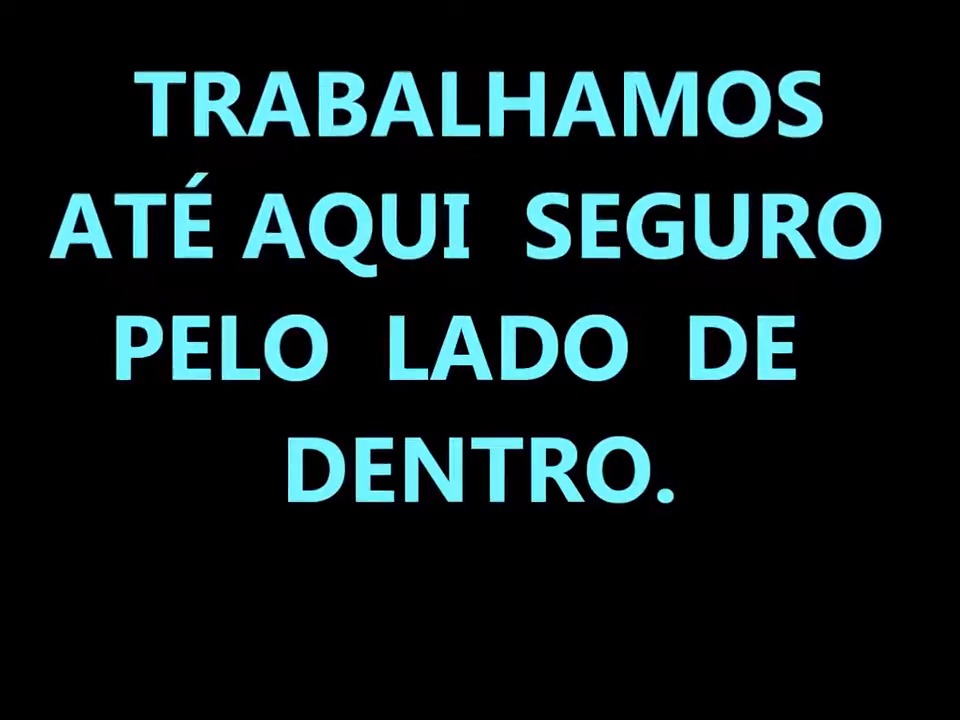 TRABALHAMOS
ATÉ AQUI SEGURO
PELO LADO DE
DENTRO.